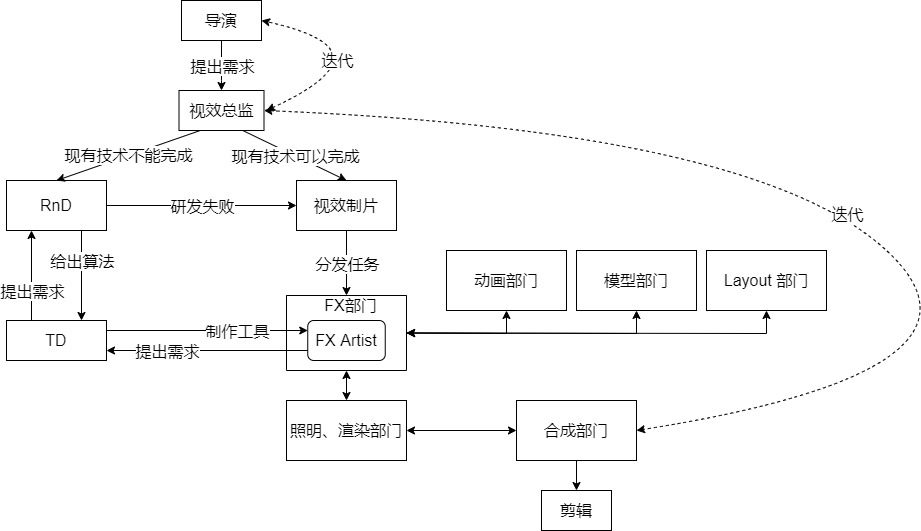 导演
提出需求
迭代
视效总监
现有技术不能完成
现有技术可以完成
RnD
研发失败
视效制片
迭代
给出算法
分发任务
提出需求
动画部门
模型部门
Layout 部门
FX部门
TD
制作工具
FX Artist
提出需求
照明、渲染部门
合成部门
剪辑